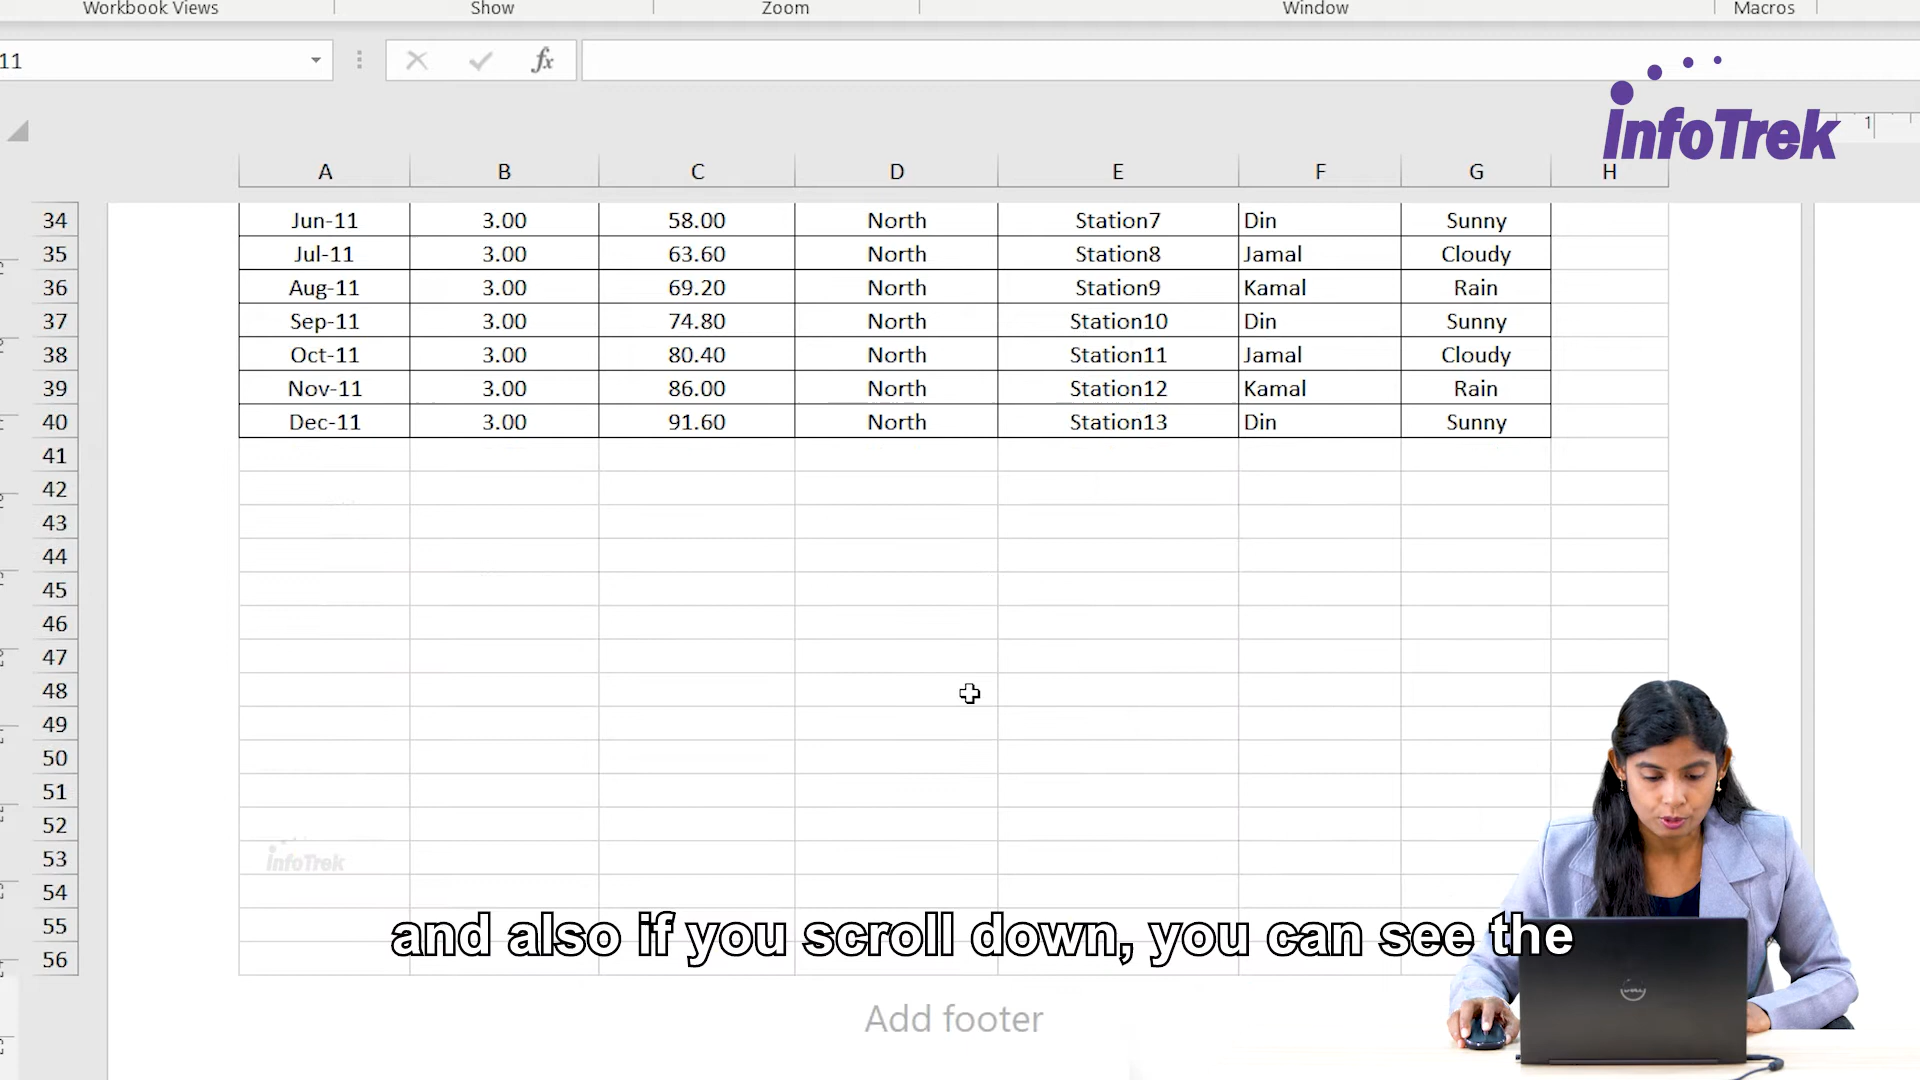 Workbook Views Show Zoom Window Macros
11 fx
1
infoTrek
A B C D E F G H
34 Jun-11 3.00 58.00 North Station7 Din Sunny
35 Jul-11 3.00 63.60 North Station8 Jamal Cloudy
36 Aug-11 3.00 69.20 North Station9 Kamal Rain
37 Sep-11 3.00 74.80 North Station10 Din Sunny
38 Oct-11 3.00 80.40 North Station11 Jamal Cloudy
39 Nov-11 3.00 86.00 North Station12 Kamal Rain
40 Dec-11 3.00 91.60 North Station13 Din Sunny
41
42
43
44
45
46
47
48
49
50
51
52
53 infoTrek
54
55
and also if you scroll down, you can see the
56
DELL
Add footer